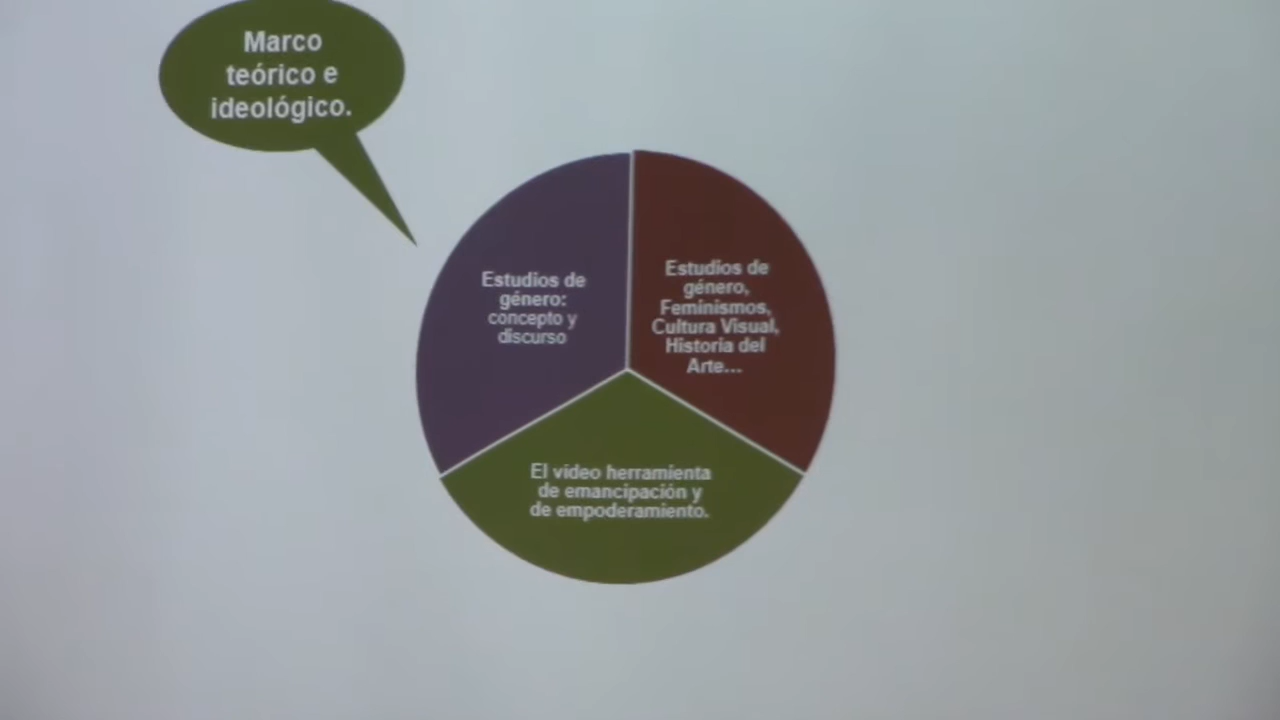 Marco
teórico e
ideológico.
Estudios de
género:
concepto y
discurso
Estudios de
género,
Feminismos,
Cultura Visual,
Historia del
Arte...
El video herramienta
de emancipación y
de empoderamiento.